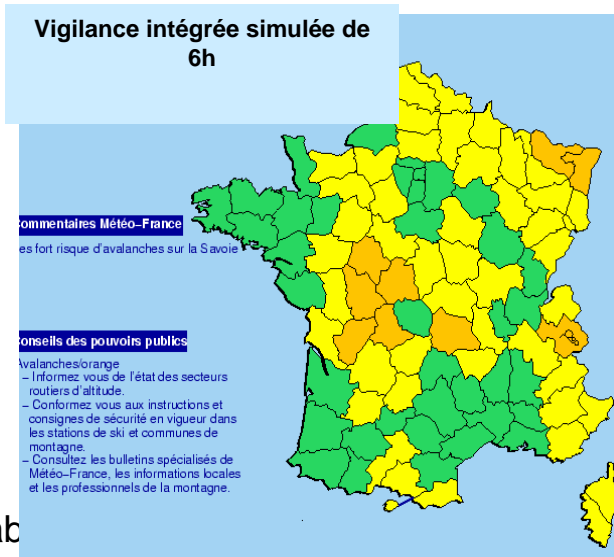 Vigilance intégrée simulée de
6h
Commentaires Météo–France
es fort risque d'avalanches sur la Savoie
Conseils des pouvoirs publics
Avalanches/orange
– Informez vous de l'état des secteurs
routiers d'altitude.
– Conformez vous aux instructions et
consignes de sécurité en vigueur dans
les stations de ski et communes de
montagne.
– Consultez les bulletins spécialisés de
Météo–France, les informations locales
et les professionnels de la montagne.
ab